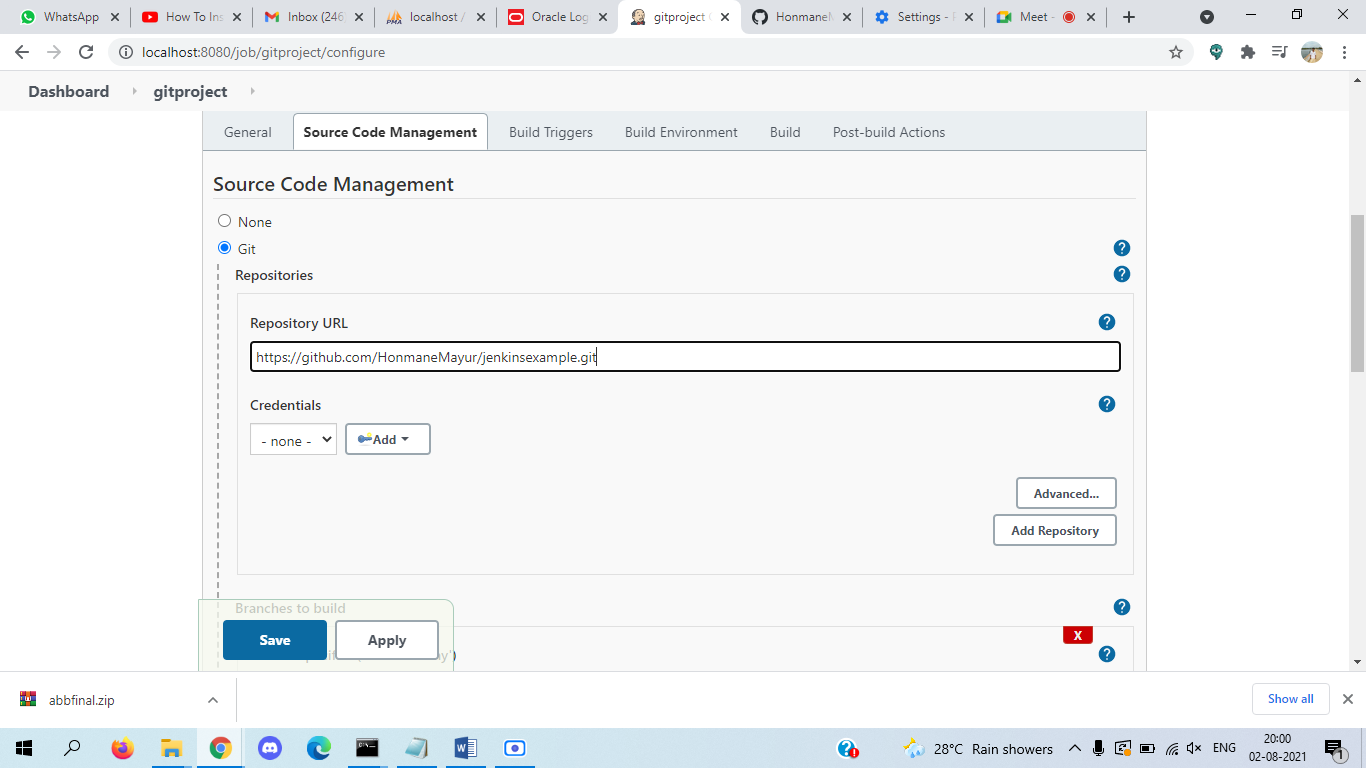 WhatsApp
How To Ins
Inbox (246
localhost /
Oracle Log
gitproject
HonmaneM
Settings -
Meet -
localhost:8080/job/gitproject/configure
Dashboard
gitproject
General
Source Code Management
Build Triggers
Build Environment
Build
Post-build Actions
Source Code Management
None
Git
?
Repositories
?
Repository URL
?
https://github.com/HonmaneMayur/jenkinsexample.git
Credentials
?
- none -
Add
Advanced...
Add Repository
Branches to build
?
X
Save
Apply
?
abbfinal.zip
Show all
28°C Rain showers
ENG
20:00
02-08-2021
1